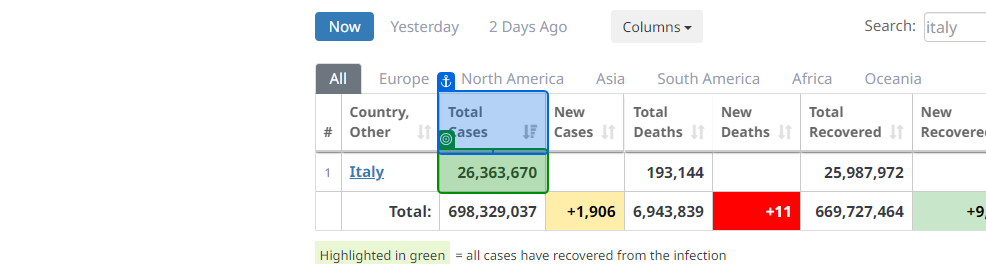 Now Yesterday 2 Days Ago Columns Search: italy
All Europe North America Asia South America Africa Oceania
# Country, Other Total Cases New Cases Total Deaths New Deaths Total Recovered New Recovered
1 Italy 26,363,670 193,144 25,987,972
Total: 698,329,037 +1,906 6,943,839 +11 669,727,464 +9,
Highlighted in green = all cases have recovered from the infection